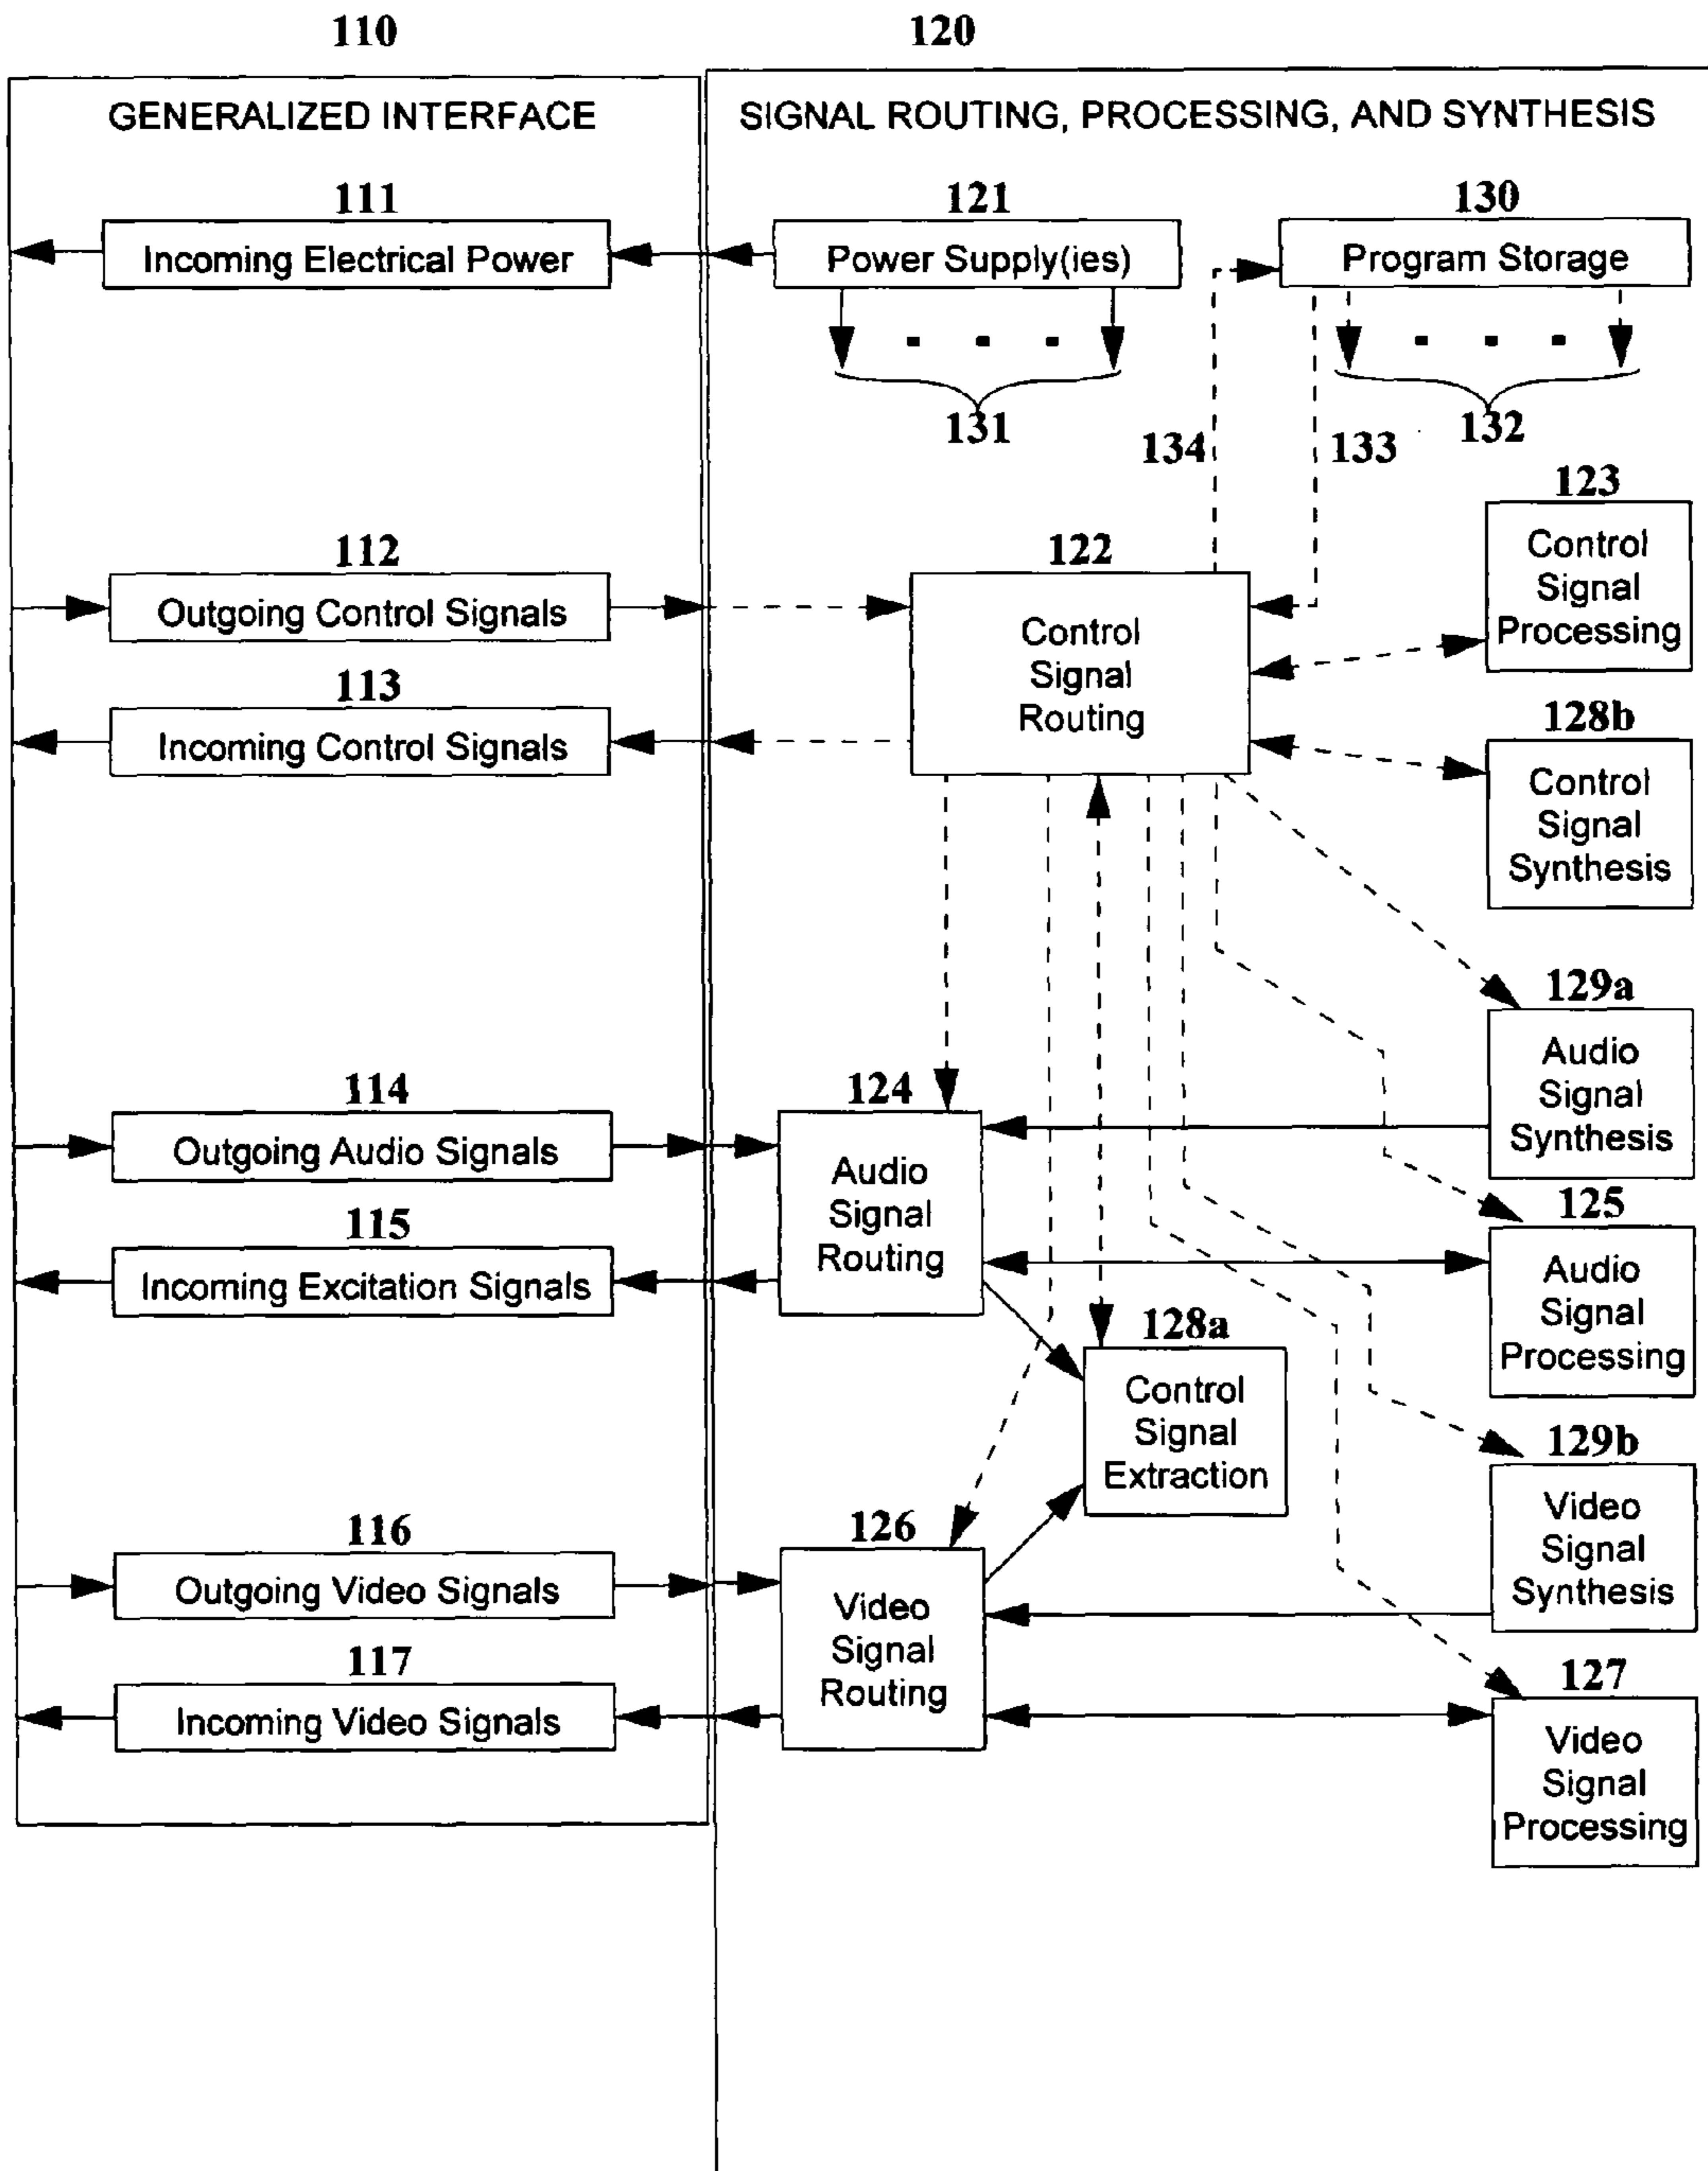 110
120
GENERALIZED INTERFACE
SIGNAL ROUTING, PROCESSING, AND SYNTHESIS
111
Incoming Electrical Power
121
Power Supply(ies)
130
Program Storage
131
132
134
133
112
Outgoing Control Signals
122
Control
Signal
Routing
123
Control
Signal
Processing
113
Incoming Control Signals
128b
Control
Signal
Synthesis
129a
Audio
Signal
Synthesis
114
Outgoing Audio Signals
124
Audio
Signal
Routing
115
Incoming Excitation Signals
125
Audio
Signal
Processing
128a
Control
Signal
Extraction
129b
Video
Signal
Synthesis
116
Outgoing Video Signals
126
Video
Signal
Routing
117
Incoming Video Signals
127
Video
Signal
Processing